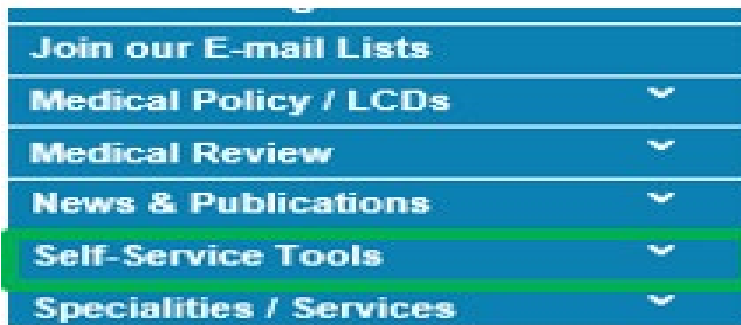 Join our E-mail Lists
Medical Policy / LCDs
Medical Review
News & Publications
Self-Service Tools
Specialities / Services